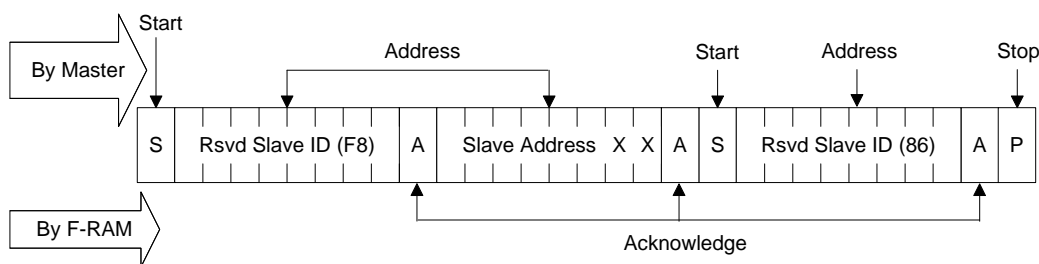 Start
By Master
Address
Start
Address
Stop
S Rsvd Slave ID (F8) A Slave Address X X A S Rsvd Slave ID (86) A P
By F-RAM
Acknowledge